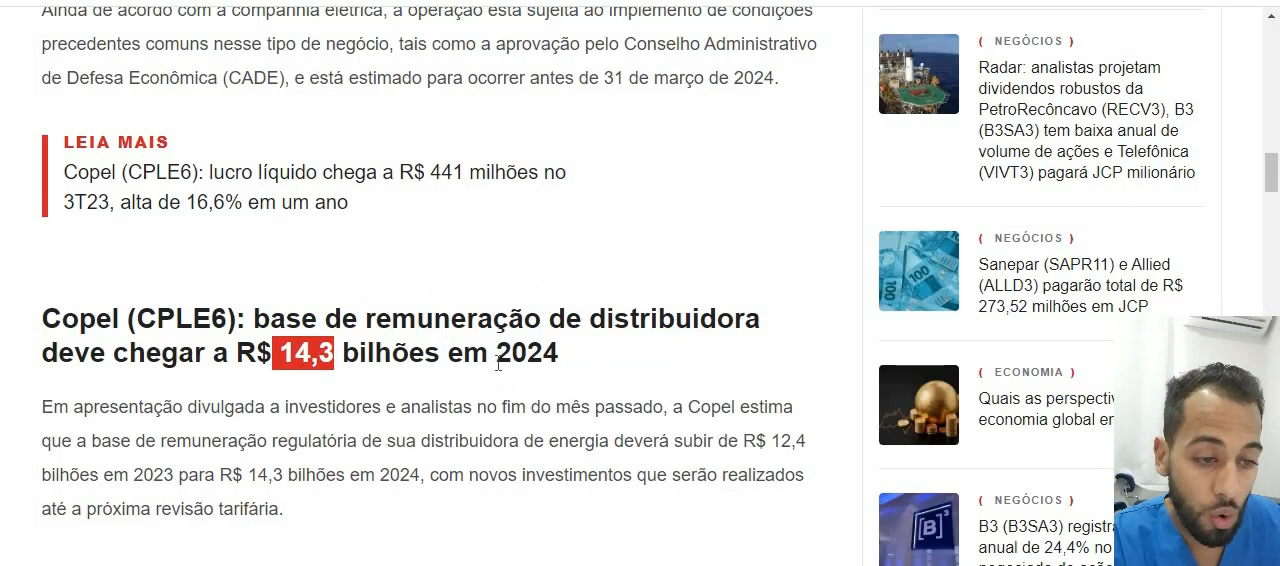 Ainda de acordo com a companhia elétrica, a operação está sujeita ao implemento de condições
precedentes comuns nesse tipo de negócio, tais como a aprovação pelo Conselho Administrativo
de Defesa Econômica (CADE), e está estimado para ocorrer antes de 31 de março de 2024.
LEIA MAIS
Copel (CPLE6): lucro líquido chega a R$ 441 milhões no
3T23, alta de 16,6% em um ano
Copel (CPLE6): base de remuneração de distribuidora
deve chegar a R$ 14,3 bilhões em 2024
Em apresentação divulgada a investidores e analistas no fim do mês passado, a Copel estima
que a base de remuneração regulatória de sua distribuidora de energia deverá subir de R$ 12,4
bilhões em 2023 para R$ 14,3 bilhões em 2024, com novos investimentos que serão realizados
até a próxima revisão tarifária.
( NEGÓCIOS )
Radar: analistas projetam
dividendos robustos da
PetroRecôncavo (RECV3), B3
(B3SA3) tem baixa anual de
volume de ações e Telefônica
(VIVT3) pagará JCP milionário
( NEGÓCIOS )
Sanepar (SAPR11) e Allied
(ALLD3) pagarão total de R$
273,52 milhões em JCP
100
100
( ECONOMIA )
Quais as perspectiv
economia global em
( NEGÓCIOS )
[B]3
B3 (B3SA3) registra
anual de 24,4% no